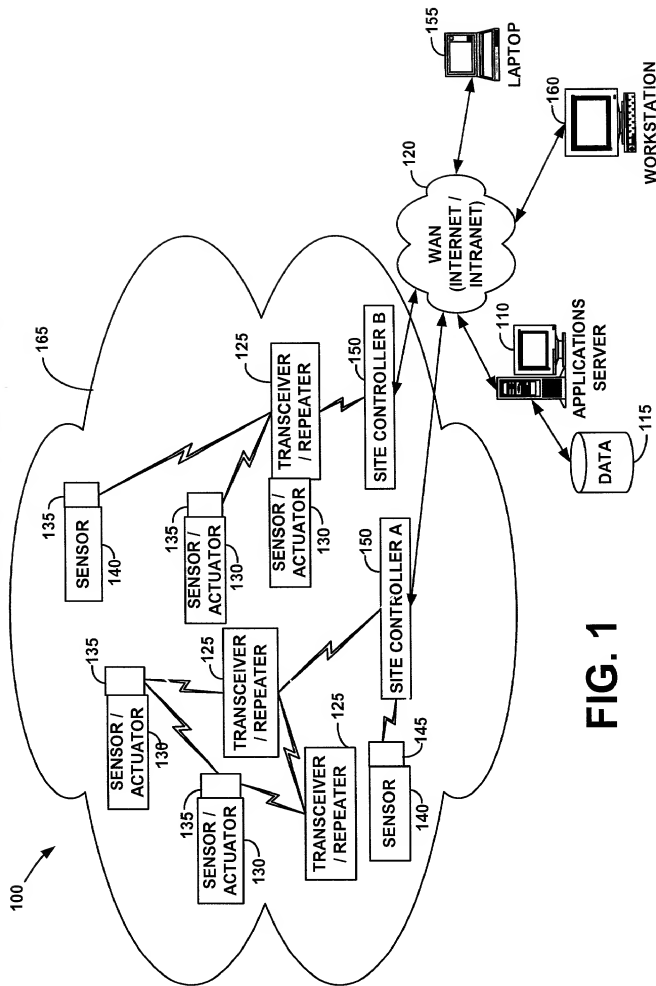 100
165
SENSOR /
ACTUATOR
130
135
SENSOR /
ACTUATOR
130
135
TRANSCEIVER
/ REPEATER
125
TRANSCEIVER
/ REPEATER
125
SENSOR
140
145
SENSOR
140
135
SENSOR /
ACTUATOR
130
135
SENSOR /
ACTUATOR
130
TRANSCEIVER
/ REPEATER
125
SITE CONTROLLER A
150
SITE CONTROLLER B
150
WAN
(INTERNET /
INTRANET)
120
DATA
115
APPLICATIONS
SERVER
110
LAPTOP
155
WORKSTATION
160
FIG. 1